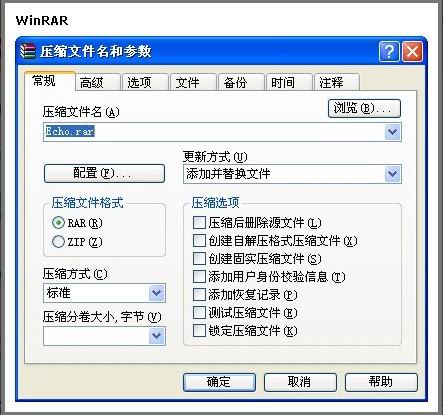 WinRAR
压缩文件名和参数
常规 高级 选项 文件 备份 时间 注释
压缩文件名(A)
浏览(B)...
Echo.rar
更新方式(U)
配置(F)...
添加并替换文件
压缩文件格式
RAR(R)
ZIP(Z)
压缩方式(C)
标准
压缩分卷大小,字节(V)
压缩选项
压缩后删除源文件(L)
创建自解压格式压缩文件(X)
创建固实压缩文件(S)
添加用户身份校验信息(T)
添加恢复记录(P)
测试压缩文件(E)
锁定压缩文件(K)
确定 取消 帮助